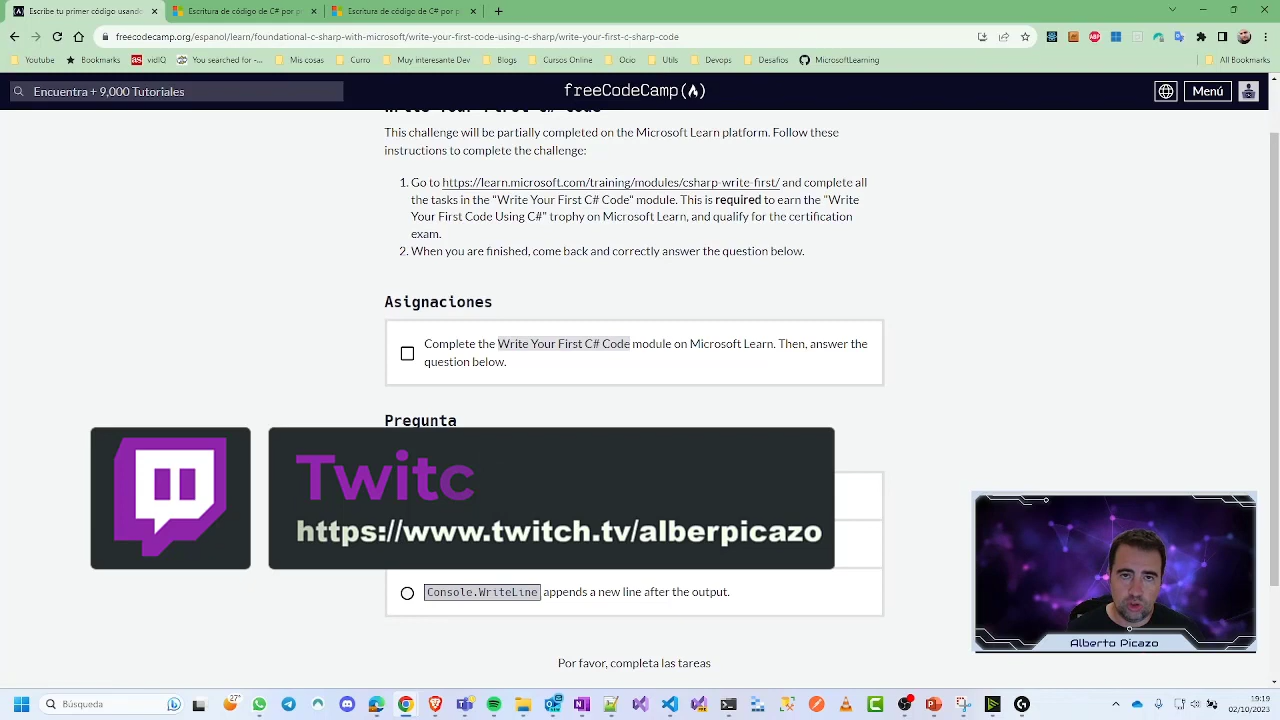 Escribe tu primer código usando
Escritura de código de C# por p
Escritura de código de C# por p
freecodecamp.org/espanol/learn/foundational-c-sharp-with-microsoft/write-your-first-code-using-c-sharp/write-your-first-c-sharp-code
Youtube
Bookmarks
vidIQ
You searched for –...
Mis cosas
Curro
Muy interesante Dev
Blogs
Cursos Online
Ocio
Utils
Devops
Desafios
MicrosoftLearning
All Bookmarks
Encuentra + 9,000 Tutoriales
freeCodeCamp
Menú
Write Your First C# Code
This challenge will be partially completed on the Microsoft Learn platform. Follow these
instructions to complete the challenge:
1. Go to https://learn.microsoft.com/training/modules/csharp-write-first/ and complete all
the tasks in the "Write Your First C# Code" module. This is required to earn the "Write
Your First Code Using C#" trophy on Microsoft Learn, and qualify for the certification
exam.
2. When you are finished, come back and correctly answer the question below.
Asignaciones
Complete the Write Your First C# Code module on Microsoft Learn. Then, answer the
question below.
Pregunta
Twitc
https://www.twitch.tv/alberpicazo
Console.WriteLine appends a new line after the output.
Alberto Picazo
Por favor, completa las tareas
Búsqueda
27°
19:19
02/10/2023